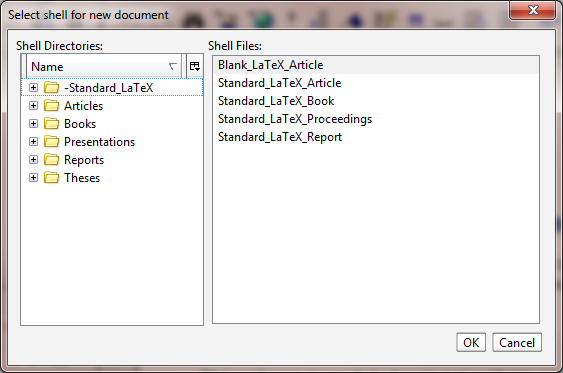 Select shell for new document
Shell Directories:
Name
-Standard_LaTeX
Articles
Books
Presentations
Reports
Theses
Shell Files:
Blank_LaTeX_Article
Standard_LaTeX_Article
Standard_LaTeX_Book
Standard_LaTeX_Proceedings
Standard_LaTeX_Report
OK
Cancel